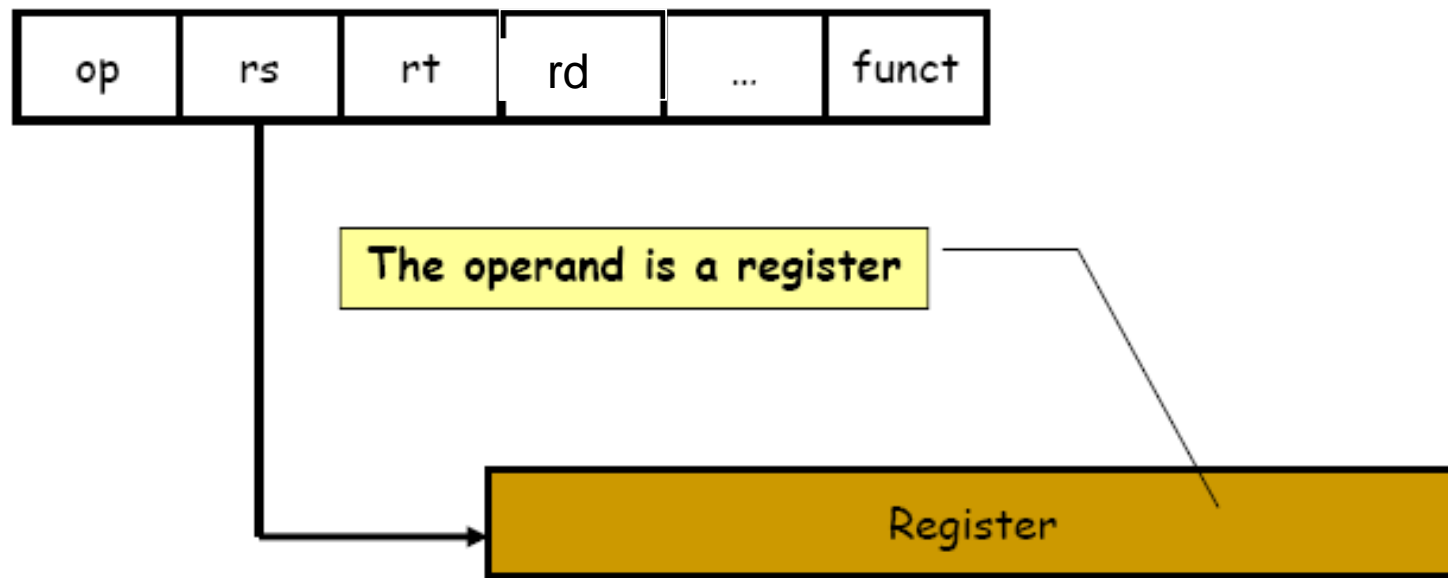 op rs rt rd ... funct
The operand is a register
Register